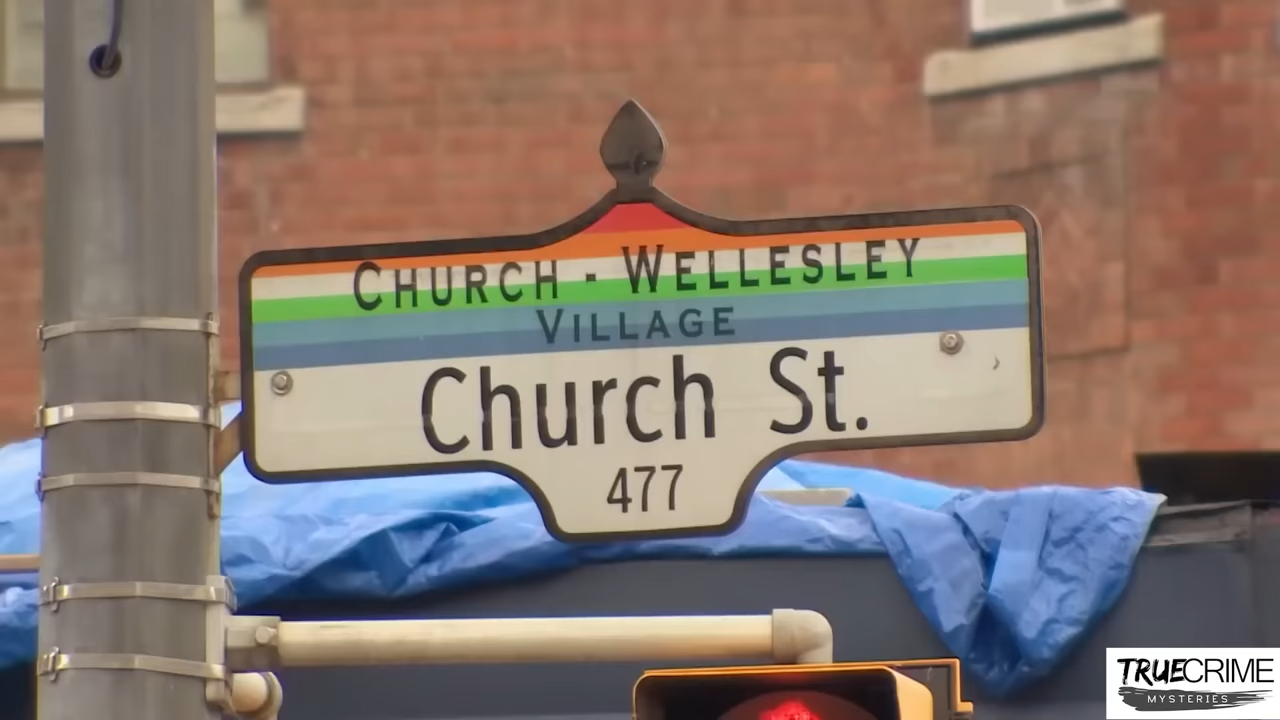 CHURCH - WELLESLEY
VILLAGE
Church St.
477
TRUECRIME
MYSTERIES